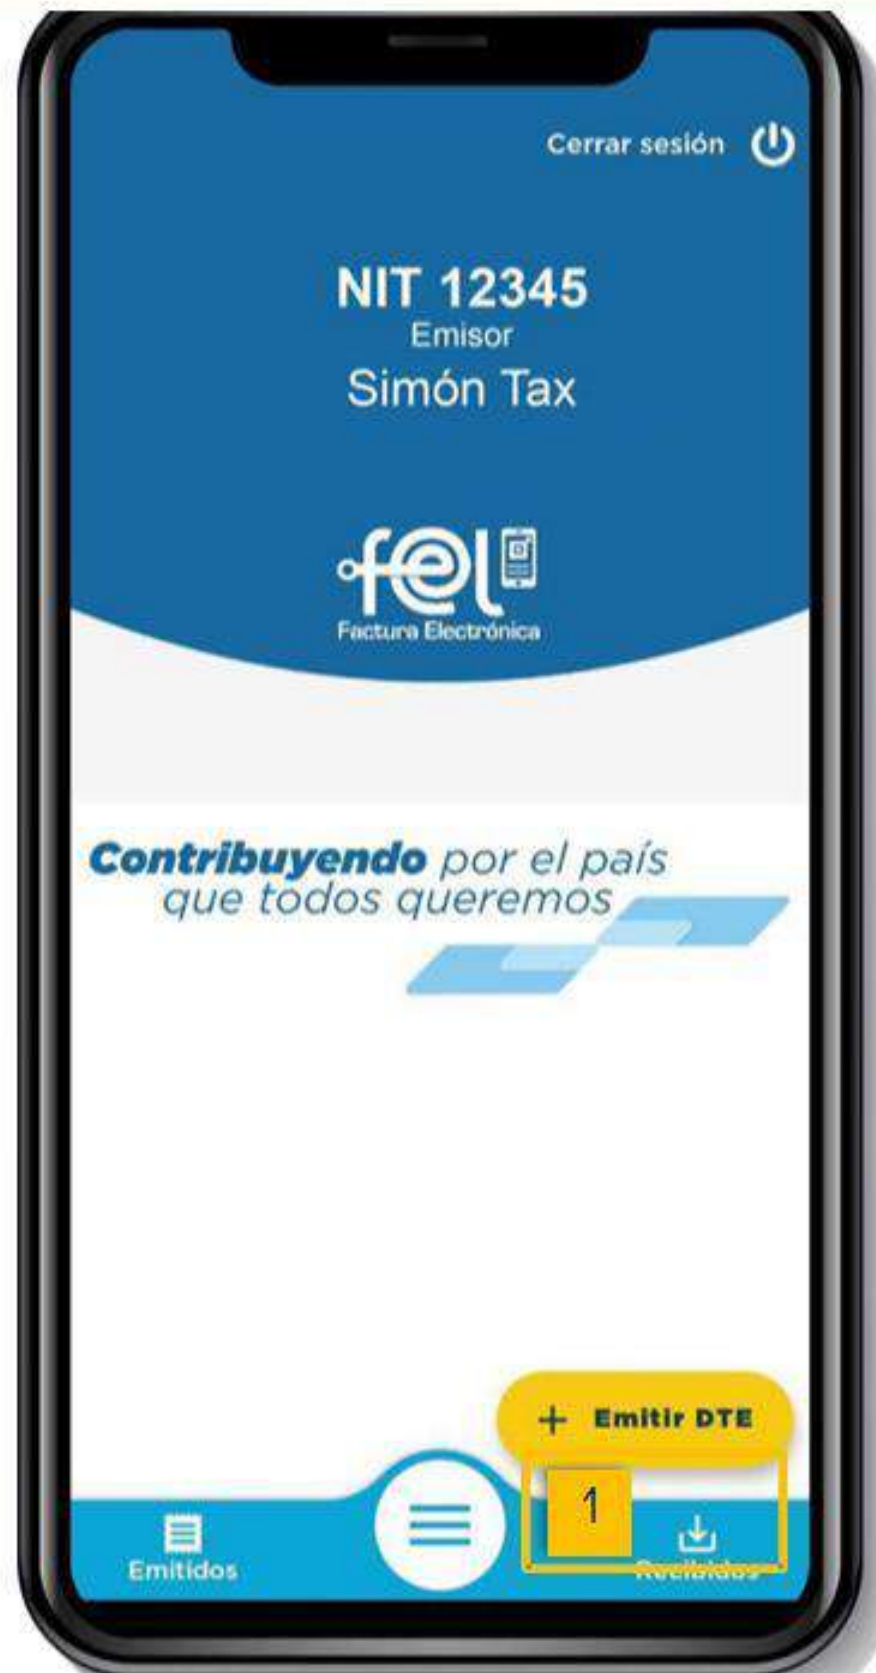 Cerrar sesión
NIT 12345
Emisor
Simón Tax
fel
Factura Electrónica
Contribuyendo por el país
que todos queremos
+ Emitir DTE
1
Emitidos
Recibidos